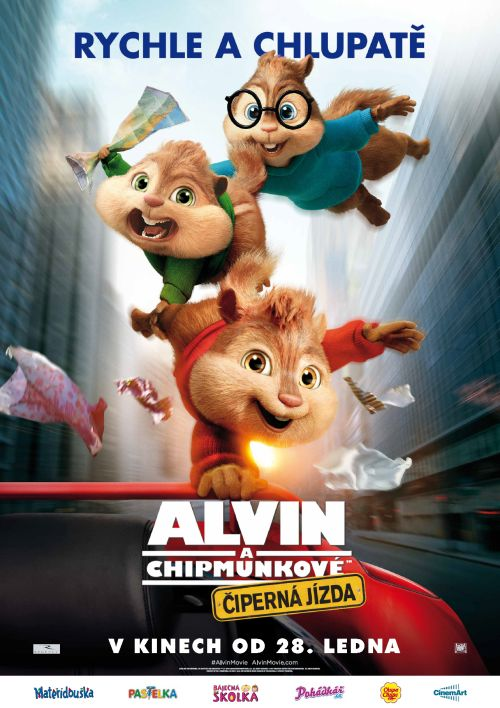 RYCHLE A CHLUPATĚ
ALVIN
A
CHIPMUNKOVÉ™
ČIPERNÁ JÍZDA
V KINECH OD 28. LEDNA
#AlvinMovie AlvinMovie.com
Mateřídouška
PASTELKA
BÁJEČNÁ
ŠKOLKA
Pohádkář
Chupa
Chups
CinemArt